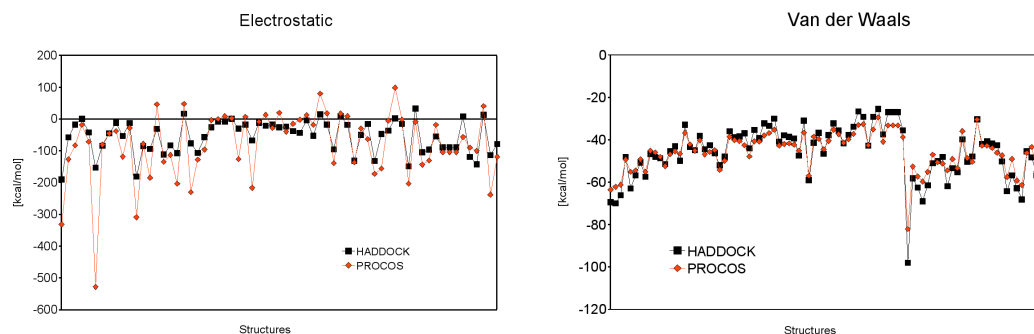 Electrostatic
200
100
0
-100
-200
-300
-400
-500
-600
[kcal/mol]
HADDOCK
PROCOS
Structures
Van der Waals
0
-20
-40
-60
-80
-100
-120
[kcal/mol]
HADDOCK
PROCOS
Structures